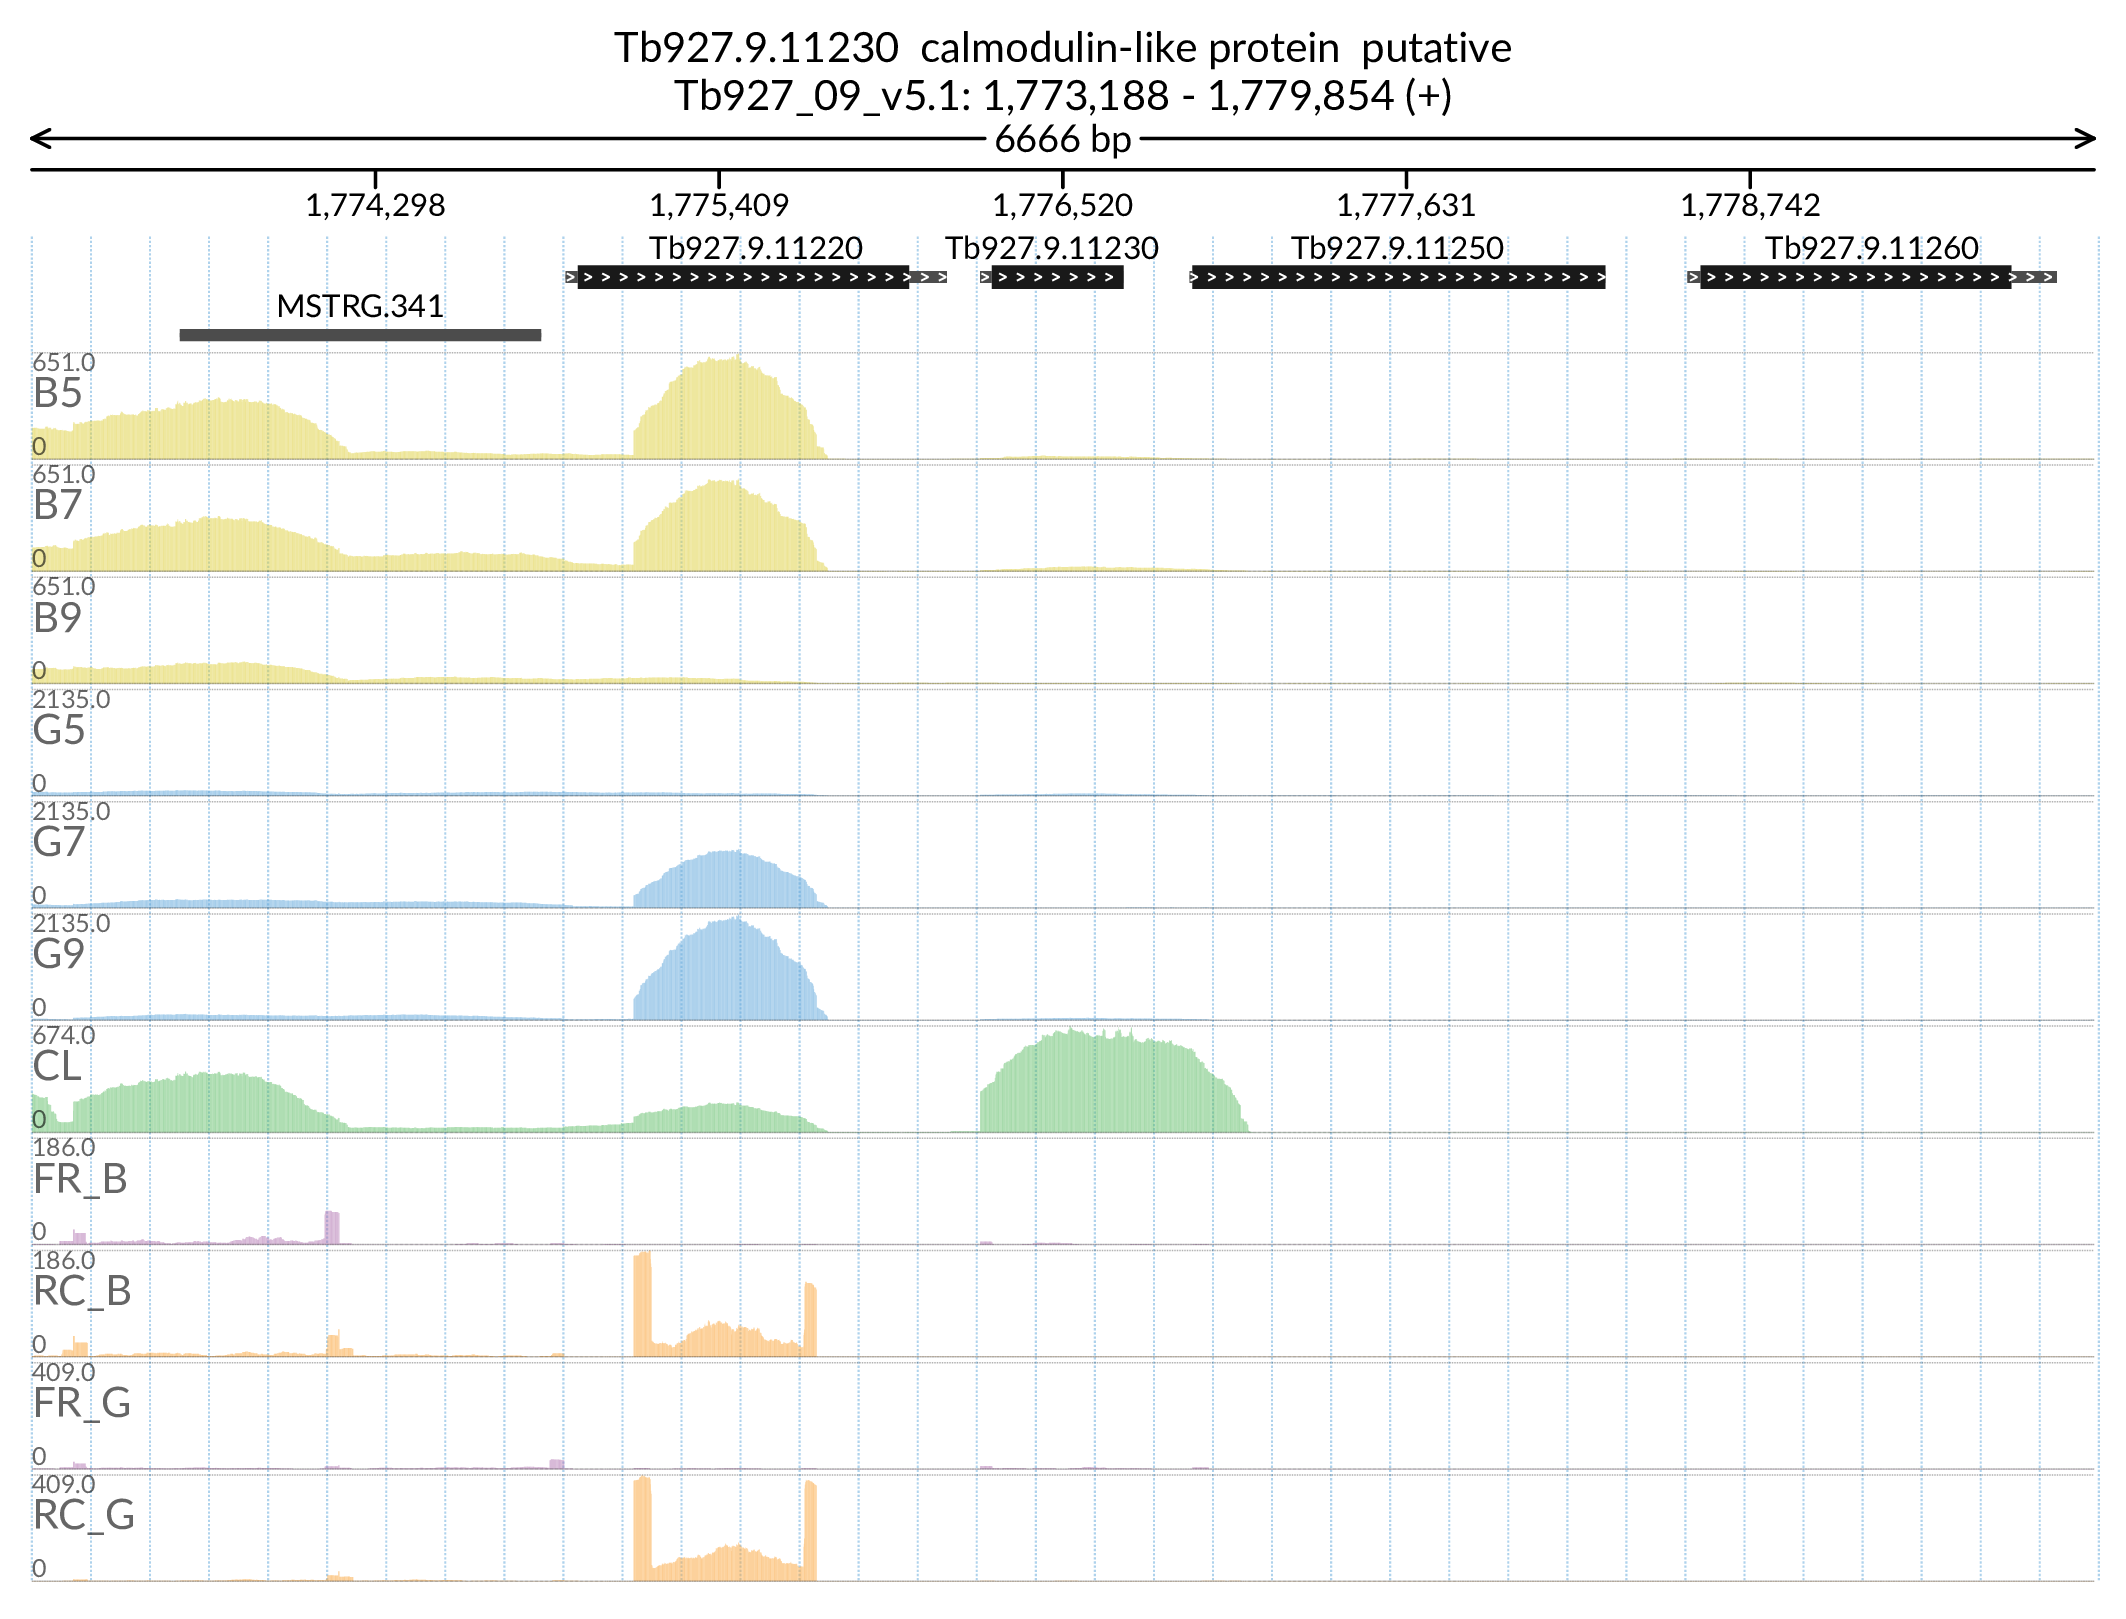 Tb927.9.11230  calmodulin-like protein  putative
Tb927_09_v5.1: 1,773,188 - 1,779,854 (+)
6666 bp
1,774,298 1,775,409 1,776,520 1,777,631 1,778,742
Tb927.9.11220 Tb927.9.11230 Tb927.9.11250 Tb927.9.11260
MSTRG.341
651.0
B5
0
651.0
B7
0
651.0
B9
0
2135.0
G5
0
2135.0
G7
0
2135.0
G9
0
674.0
CL
0
186.0
FR_B
0
186.0
RC_B
0
409.0
FR_G
0
409.0
RC_G
0